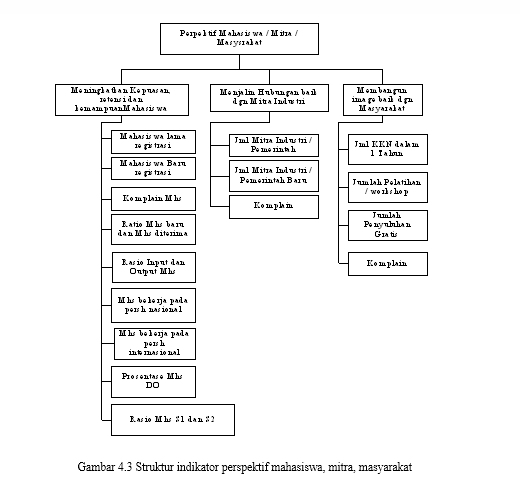 Perpektif Mahasiswa / Mitra /
Masysrakat
Meningkatkan Kepuasan,
retensi dan
kemampuanMahasiswa
Mahasiswa lama
registrasi
Mahasiswa Baru
registrasi
Komplain Mhs
Ratio Mhs baru
dan Mhs diterima
Rasio Input dan
Output Mhs
Mhs bekerja pada
persh nasional
Mhs bekerja pada
persh
internasional
Prosentase Mhs
DO
Rasio Mhs S1 dan S2
Menjalin Hubungan baik
dgn Mitra Industri
Jml Mitra Industri /
Pemerintah
Jml Mitra Industri /
Pemerintah Baru
Komplain
Membangun
image baik dgn
Masyarakat
Jml KKN dalam
1 Tahun
Jumlah Pelatihan
/ workshop
Jumlah
Penyuluhan
Gratis
Komplain
Gambar 4.3 Struktur indikator perspektif mahasiswa, mitra, masyarakat